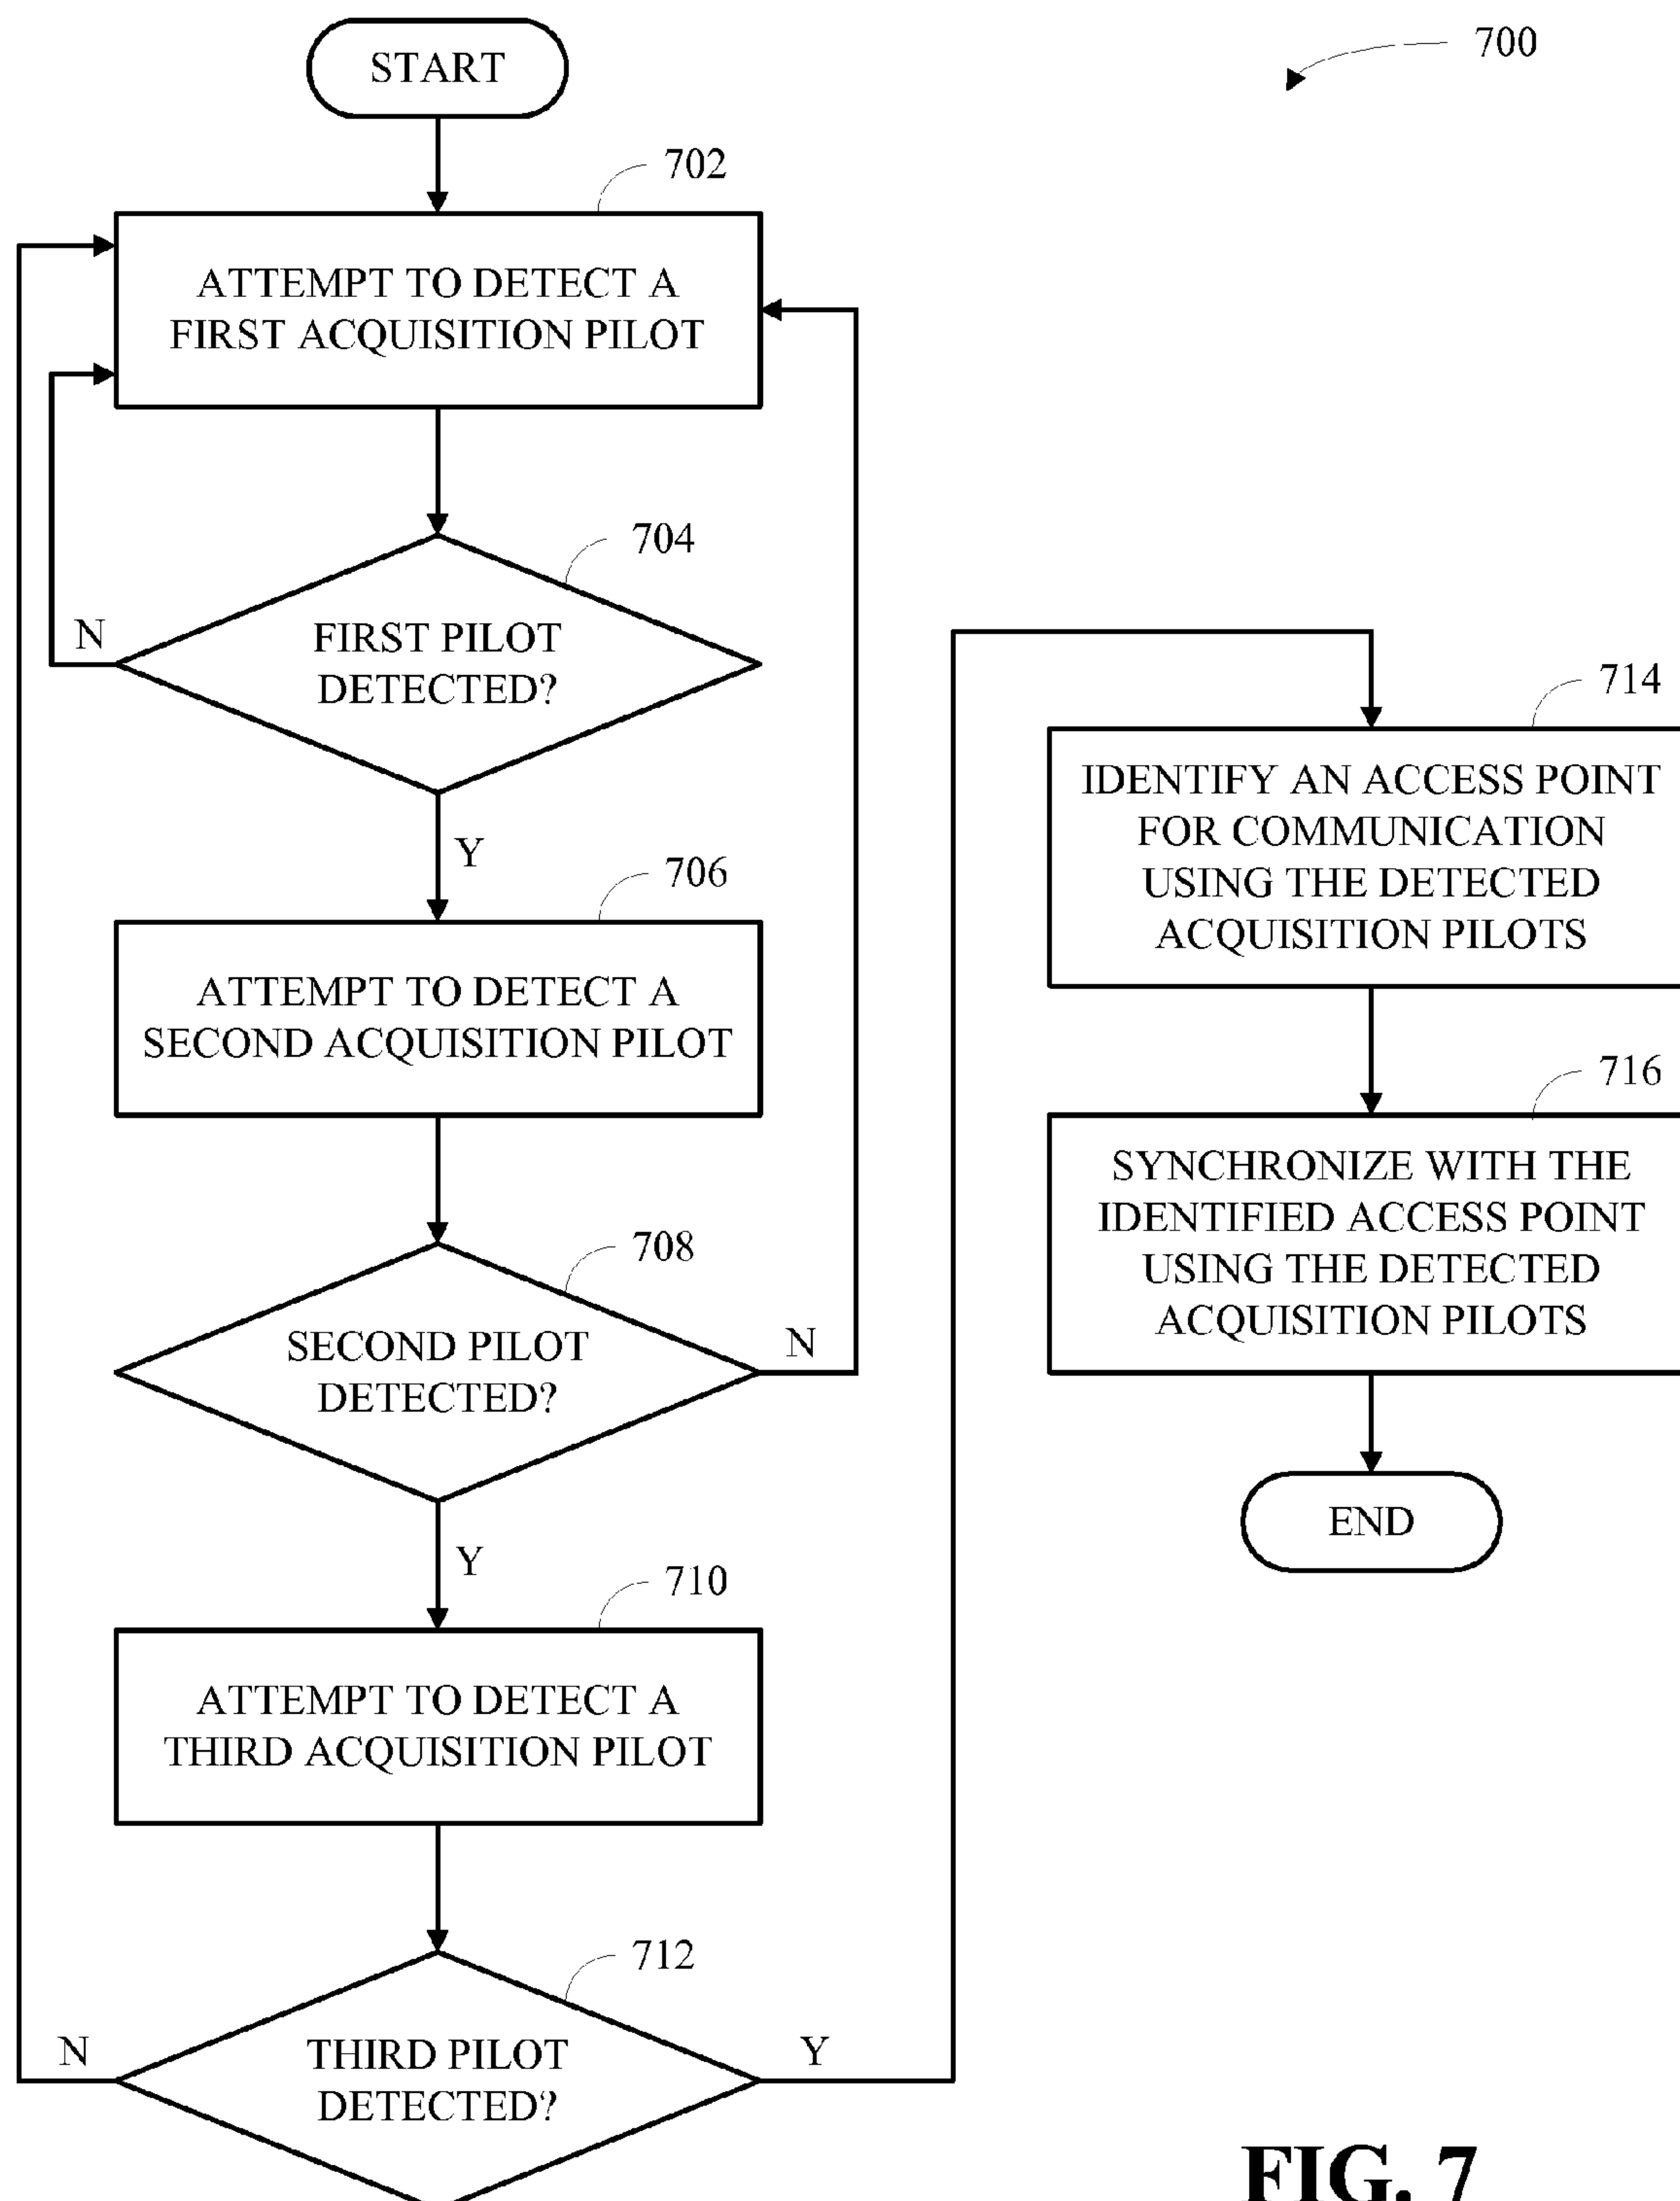 START
700
702
ATTEMPT TO DETECT A
FIRST ACQUISITION PILOT
704
FIRST PILOT
DETECTED?
N
Y
706
ATTEMPT TO DETECT A
SECOND ACQUISITION PILOT
708
SECOND PILOT
DETECTED?
N
Y
710
ATTEMPT TO DETECT A
THIRD ACQUISITION PILOT
712
THIRD PILOT
DETECTED?
N
Y
714
IDENTIFY AN ACCESS POINT
FOR COMMUNICATION
USING THE DETECTED
ACQUISITION PILOTS
716
SYNCHRONIZE WITH THE
IDENTIFIED ACCESS POINT
USING THE DETECTED
ACQUISITION PILOTS
END
FIG. 7